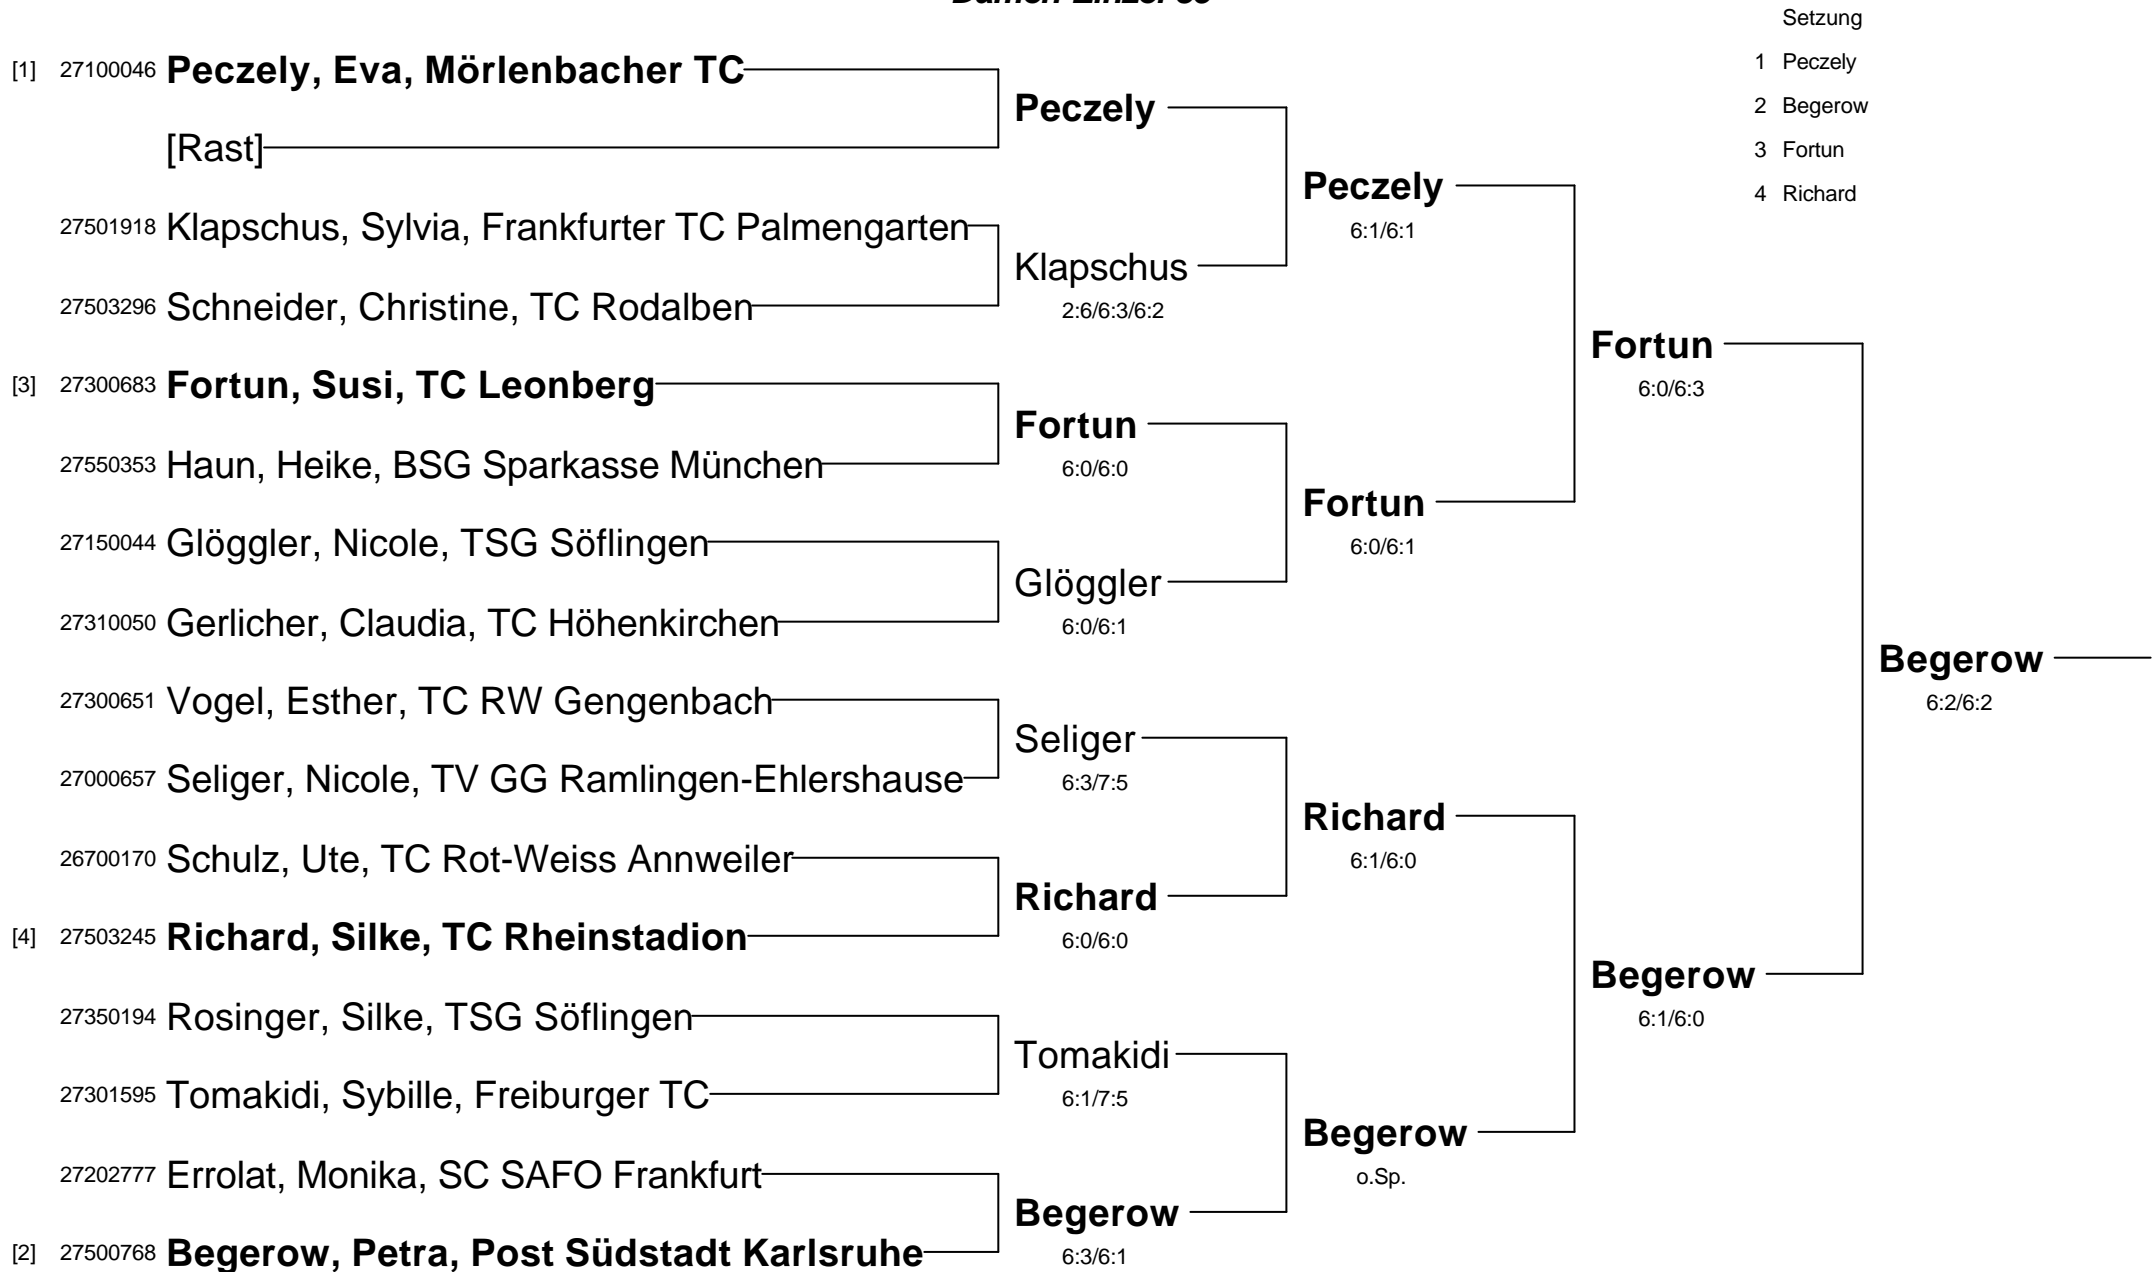 Setzung
1 Peczely
2 Begerow
3 Fortun
4 Richard
[1] 27100046 Peczely, Eva, Mörlenbacher TC
[Rast]
27501918 Klapschus, Sylvia, Frankfurter TC Palmengarten
27503296 Schneider, Christine, TC Rodalben
[3] 27300683 Fortun, Susi, TC Leonberg
27550353 Haun, Heike, BSG Sparkasse München
27150044 Glöggler, Nicole, TSG Söflingen
27310050 Gerlicher, Claudia, TC Höhenkirchen
27300651 Vogel, Esther, TC RW Gengenbach
27000657 Seliger, Nicole, TV GG Ramlingen-Ehlershause
26700170 Schulz, Ute, TC Rot-Weiss Annweiler
[4] 27503245 Richard, Silke, TC Rheinstadion
27350194 Rosinger, Silke, TSG Söflingen
27301595 Tomakidi, Sybille, Freiburger TC
27202777 Errolat, Monika, SC SAFO Frankfurt
[2] 27500768 Begerow, Petra, Post Südstadt Karlsruhe
Peczely
Klapschus
2:6/6:3/6:2
Fortun
6:0/6:0
Glöggler
6:0/6:1
Seliger
6:3/7:5
Richard
6:0/6:0
Tomakidi
6:1/7:5
Begerow
6:3/6:1
Peczely
6:1/6:1
Fortun
6:0/6:1
Richard
6:1/6:0
Begerow
o.Sp.
Fortun
6:0/6:3
Begerow
6:1/6:0
Begerow
6:2/6:2